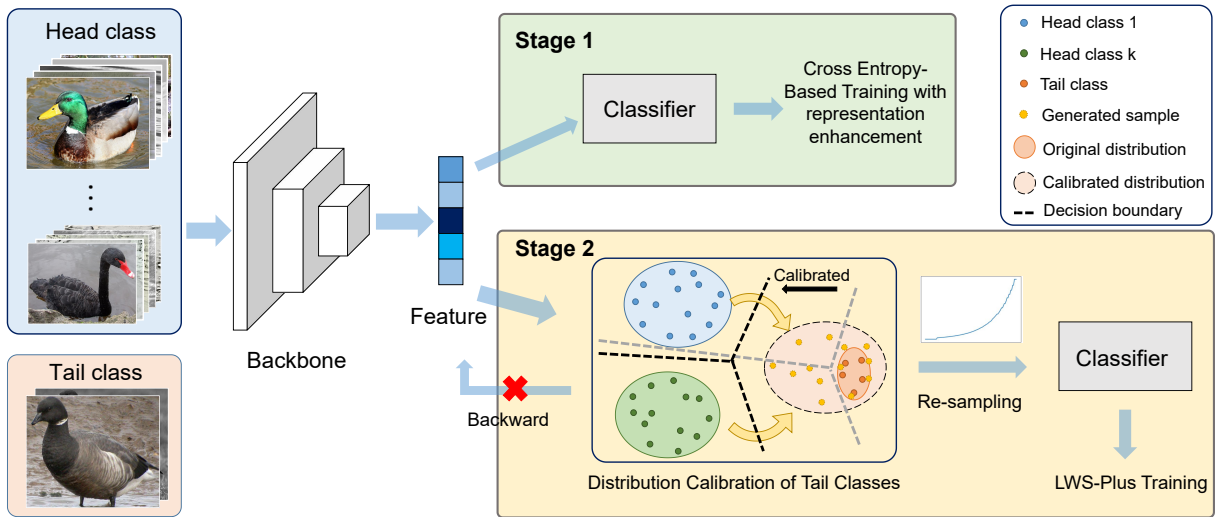 Head class
Tail class
Backbone
Feature
Stage 1
Classifier
Cross Entropy-
Based Training with
representation
enhancement
Head class 1
Head class k
Tail class
Generated sample
Original distribution
Calibrated distribution
Decision boundary
Stage 2
Calibrated
Backward
Distribution Calibration of Tail Classes
Re-sampling
Classifier
LWS-Plus Training